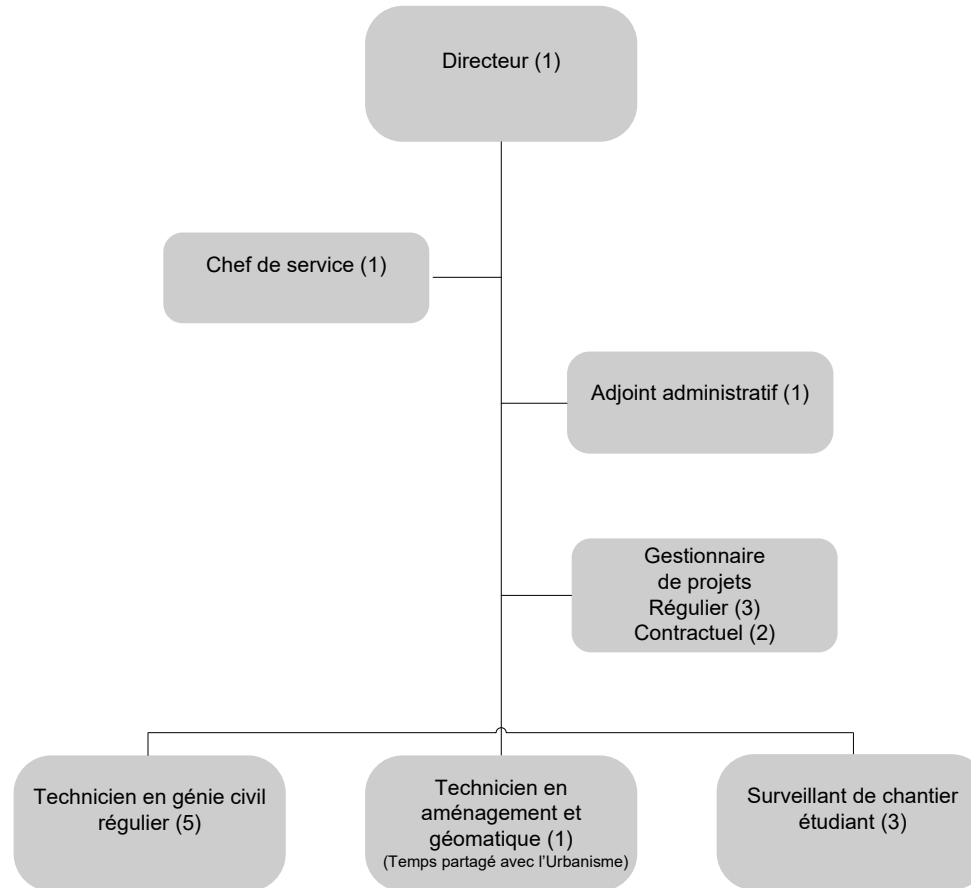 Directeur (1)
Chef de service (1)
Adjoint administratif (1)
Gestionnaire
de projets
Régulier (3)
Contractuel (2)
Technicien en génie civil
régulier (5)
Technicien en
aménagement et
géomatique (1)
(Temps partagé avec l’Urbanisme)
Surveillant de chantier
étudiant (3)